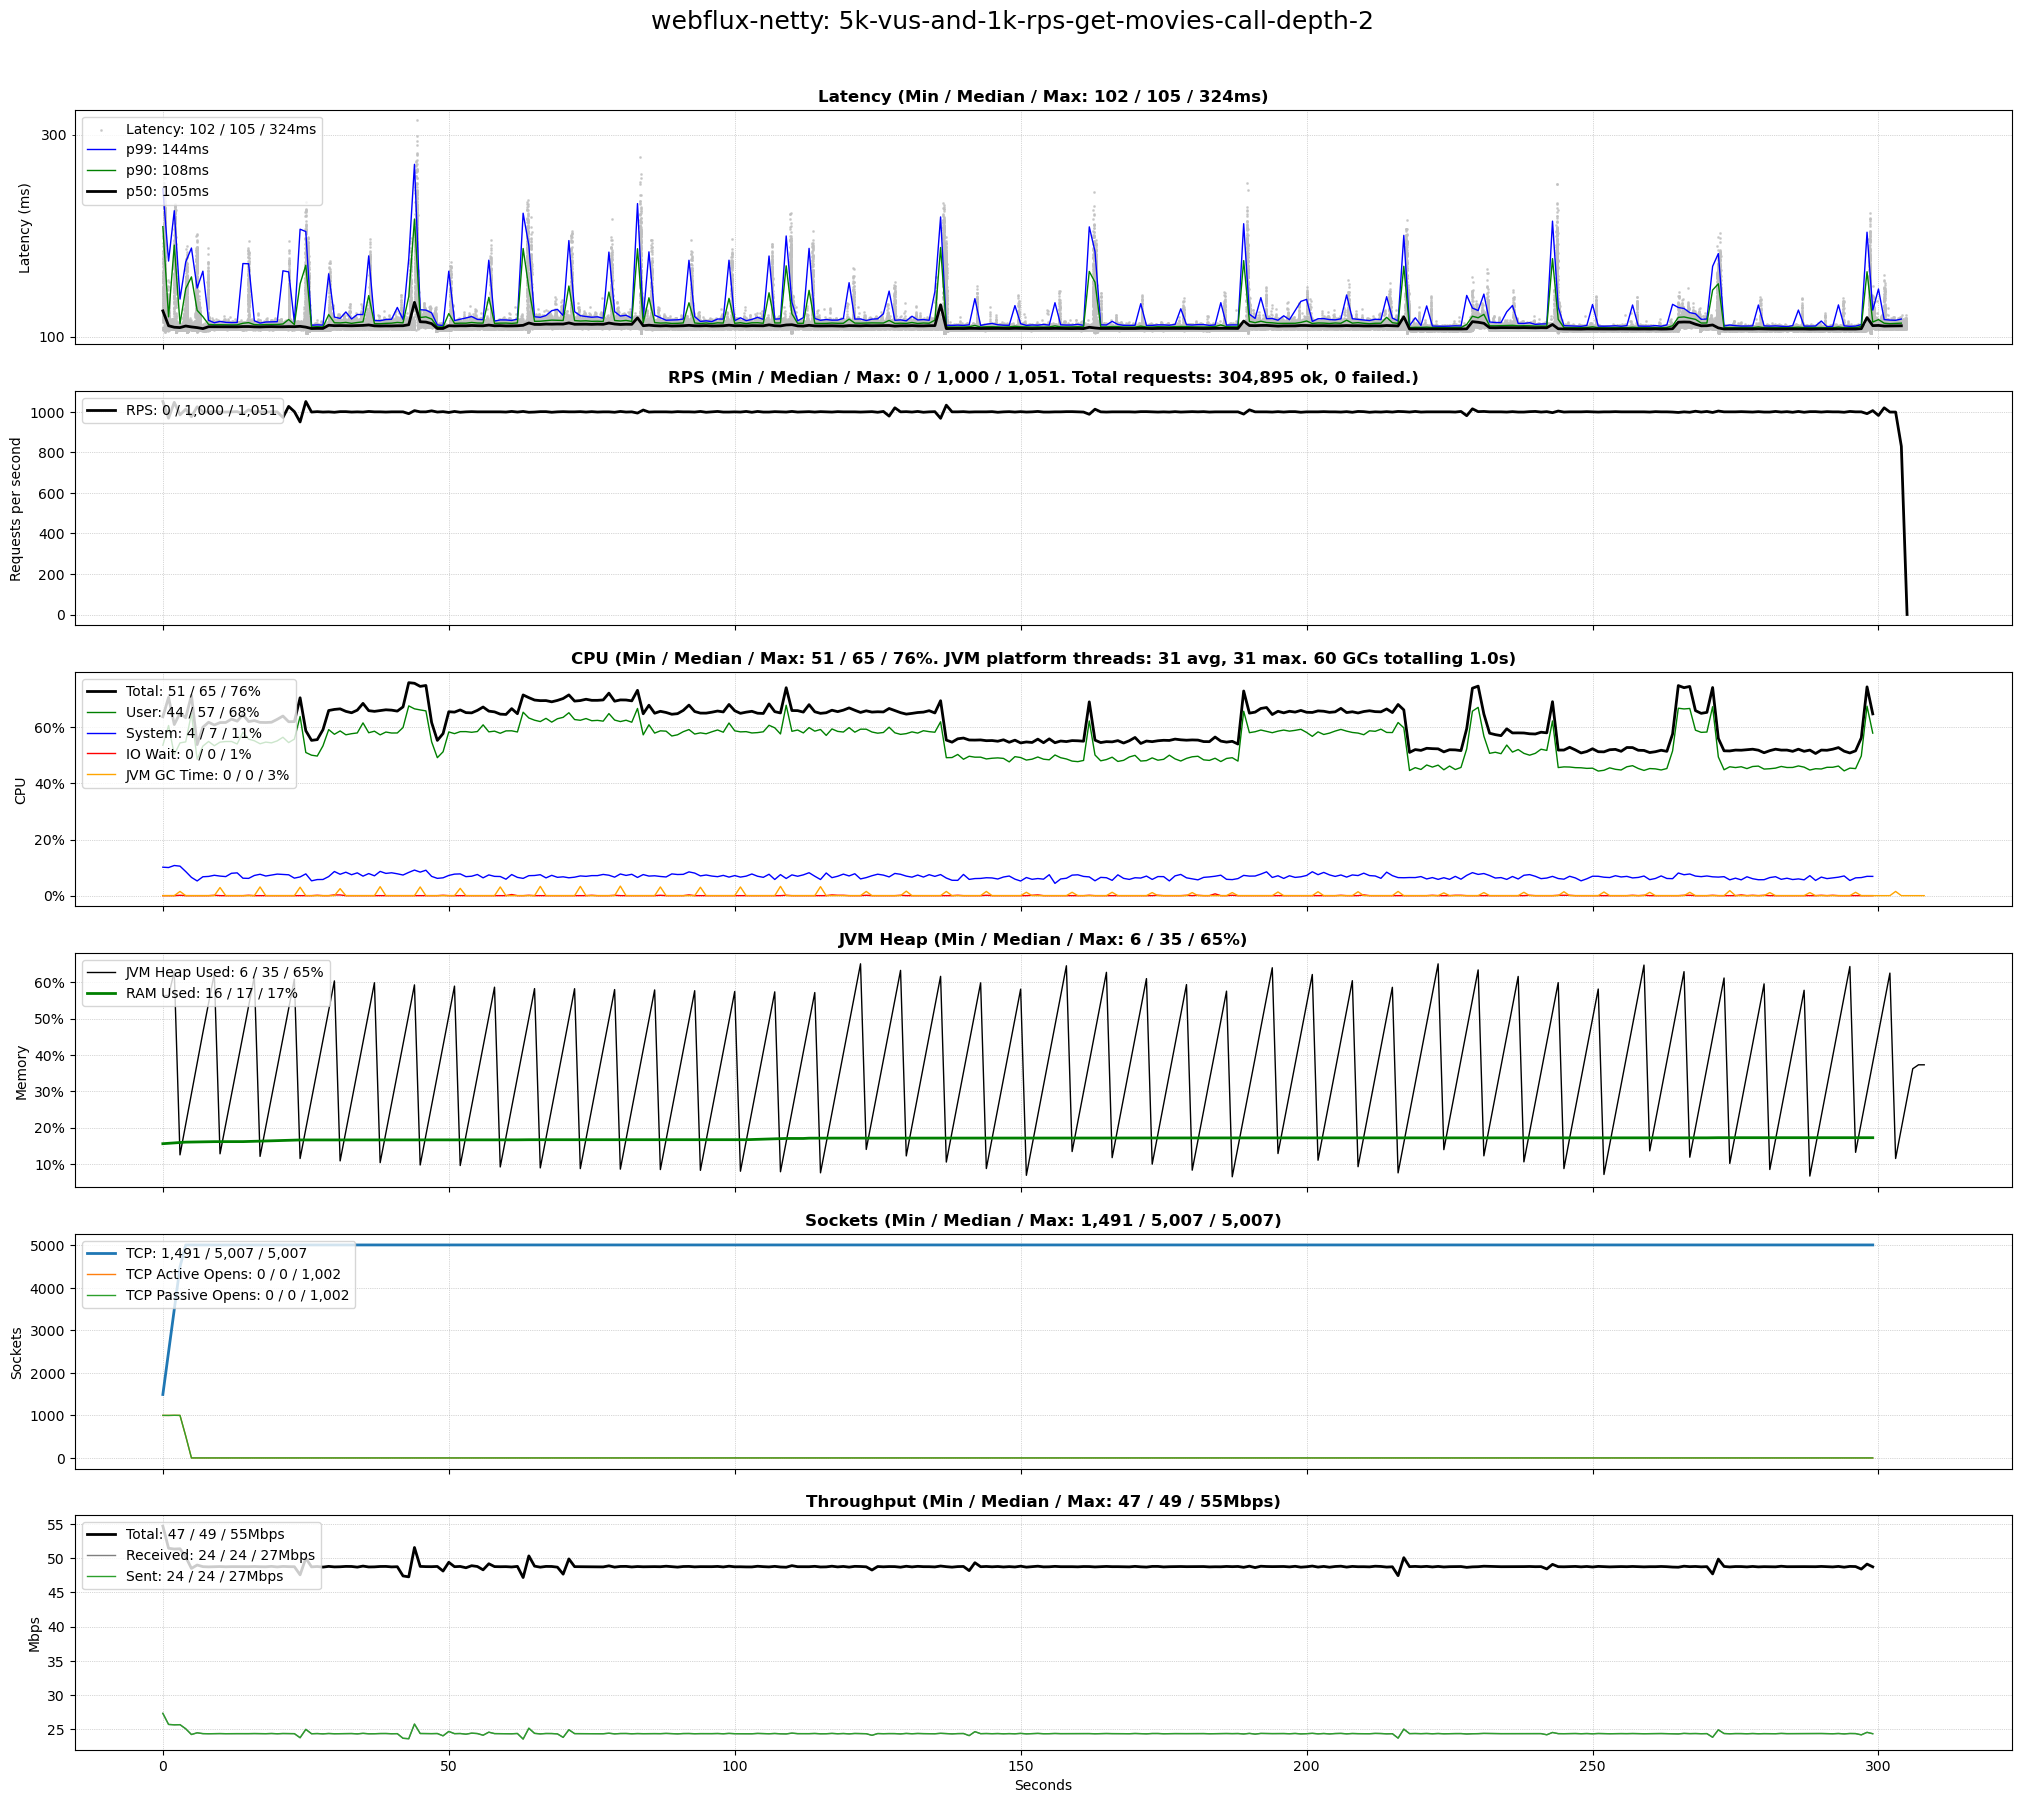 webflux-netty: 5k-vus-and-1k-rps-get-movies-call-depth-2
Latency (Min / Median / Max: 102 / 105 / 324ms)
Latency: 102 / 105 / 324ms
p99: 144ms
p90: 108ms
p50: 105ms
300
100
Latency (ms)
RPS (Min / Median / Max: 0 / 1,000 / 1,051. Total requests: 304,895 ok, 0 failed.)
RPS: 0 / 1,000 / 1,051
1000
800
600
400
200
0
Requests per second
CPU (Min / Median / Max: 51 / 65 / 76%. JVM platform threads: 31 avg, 31 max. 60 GCs totalling 1.0s)
Total: 51 / 65 / 76%
User: 44 / 57 / 68%
System: 4 / 7 / 11%
IO Wait: 0 / 0 / 1%
JVM GC Time: 0 / 0 / 3%
60%
40%
20%
0%
CPU
JVM Heap (Min / Median / Max: 6 / 35 / 65%)
JVM Heap Used: 6 / 35 / 65%
RAM Used: 16 / 17 / 17%
60%
50%
40%
30%
20%
10%
Memory
Sockets (Min / Median / Max: 1,491 / 5,007 / 5,007)
TCP: 1,491 / 5,007 / 5,007
TCP Active Opens: 0 / 0 / 1,002
TCP Passive Opens: 0 / 0 / 1,002
5000
4000
3000
2000
1000
0
Sockets
Throughput (Min / Median / Max: 47 / 49 / 55Mbps)
Total: 47 / 49 / 55Mbps
Received: 24 / 24 / 27Mbps
Sent: 24 / 24 / 27Mbps
55
50
45
40
35
30
25
Mbps
0 50 100 150 200 250 300
Seconds